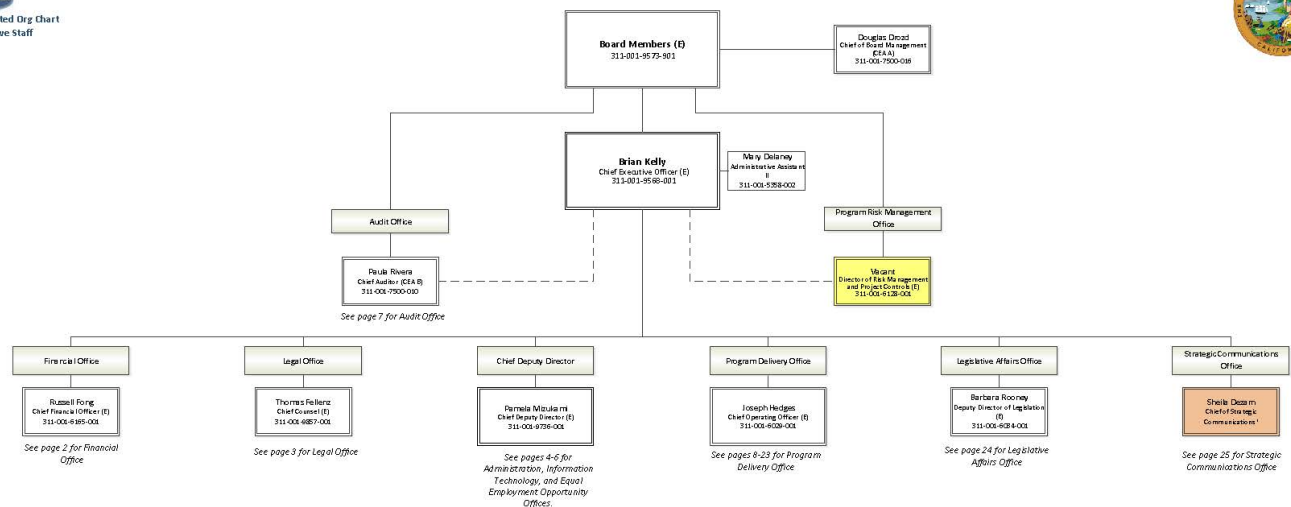 ted Org Chart
ve Staff
Board Members (E)
311-001-9573-901
Douglas Drozd
Chief of Board Management
(CEA A)
311-001-7500-016
CALIFOR
Brian Kelly
Chief Executive Officer (E)
311-001-9568-001
Mary Delaney
Administrative Assistant
II
311-001-5358-002
Audit Office
Program Risk Management
Office
Paula Rivera
Chief Auditor (CEA B)
311-001-7500-010
Vacant
Director of Risk Management
and Project Controls (E)
311-001-6128-001
See page 7 for Audit Office
Financial Office
Legal Office
Chief Deputy Director
Program Delivery Office
Legislative Affairs Office
Strategic Communications
Office
Russell Fong
Chief Financial Officer (E)
311-001-6165-001
Thomas Fellenz
Chief Counsel (E)
311-001-9857-001
Pamela Mizukami
Chief Deputy Director (E)
311-001-9736-001
Joseph Hedges
Chief Operating Officer (E)
311-001-6029-001
Barbara Rooney
Deputy Director of Legislation
(E)
311-001-6034-001
Sheila Dezarn
Chief of Strategic
Communications¹
See page 2 for Financial
Office
See page 3 for Legal Office
See pages 4-6 for
Administration, Information
Technology, and Equal
Employment Opportunity
Offices.
See pages 8-23 for Program
Delivery Office
See page 24 for Legislative
Affairs Office
See page 25 for Strategic
Communications Office